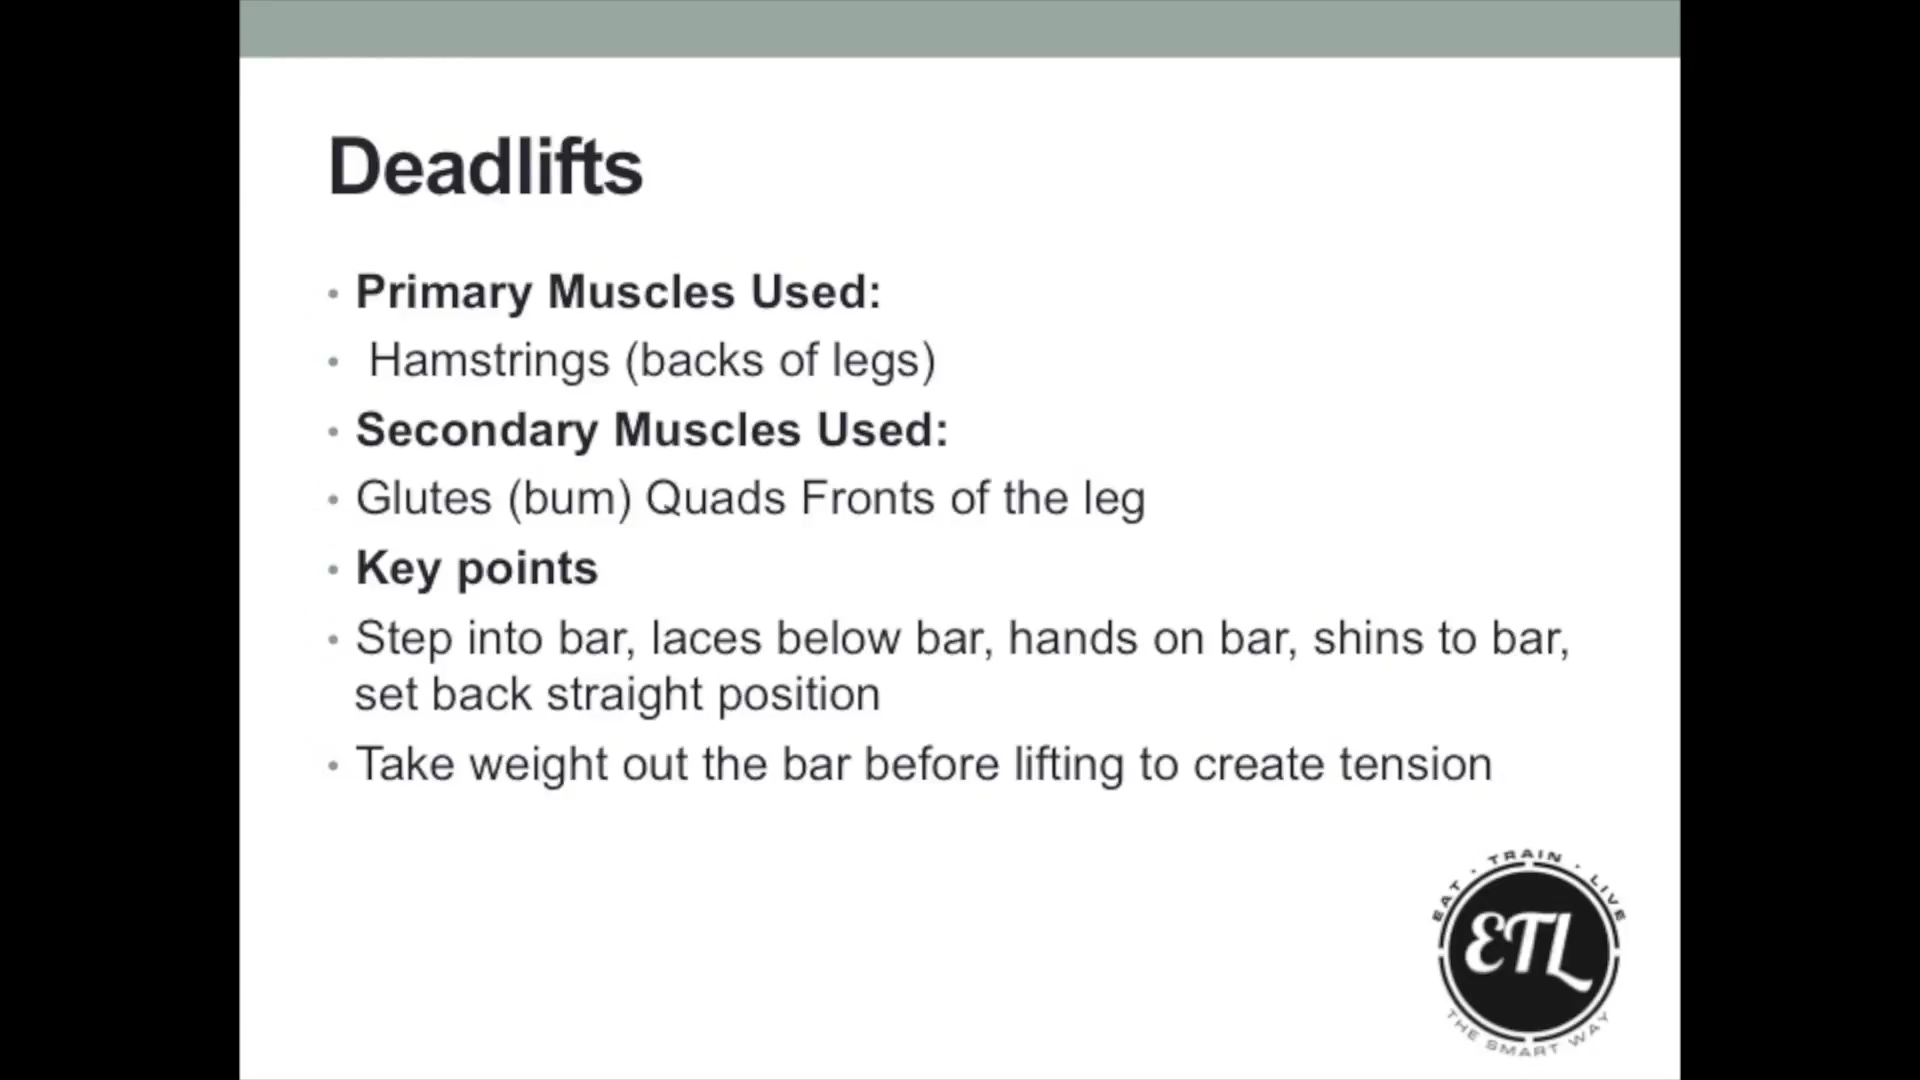 Deadlifts
• Primary Muscles Used:
• Hamstrings (backs of legs)
• Secondary Muscles Used:
• Glutes (bum) Quads Fronts of the leg
• Key points
• Step into bar, laces below bar, hands on bar, shins to bar,
set back straight position
• Take weight out the bar before lifting to create tension
EAT · TRAIN · LIVE
ETL
THE SMART WAY